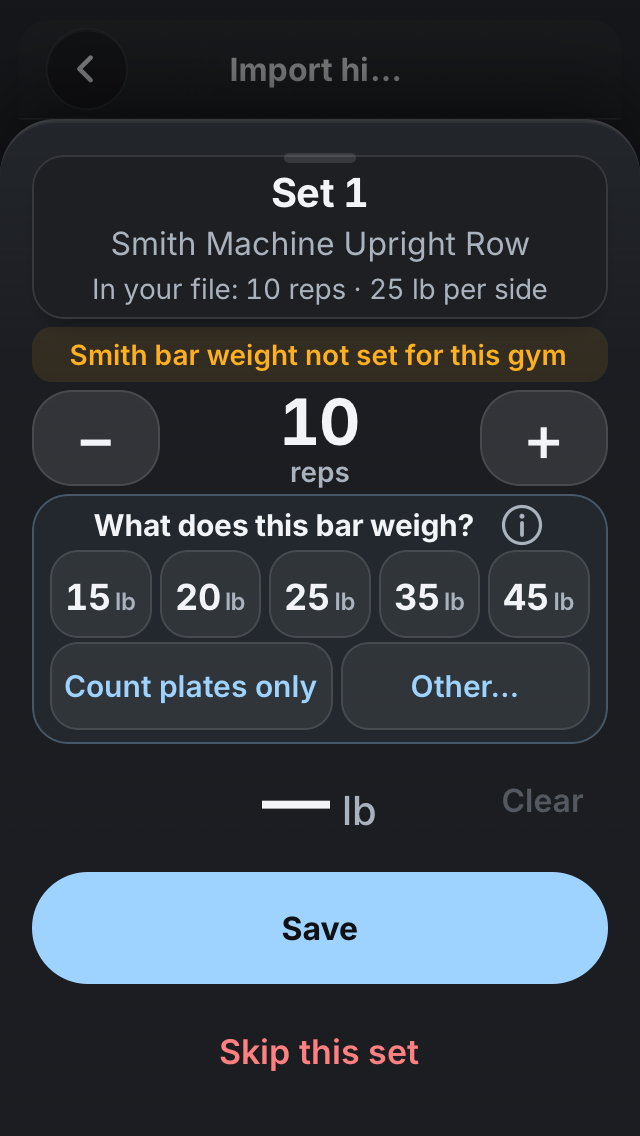 Import hi…
Set 1
Smith Machine Upright Row
In your file: 10 reps · 25 lb per side
Smith bar weight not set for this gym
− 10 +
reps
What does this bar weigh? i
15 lb 20 lb 25 lb 35 lb 45 lb
Count plates only Other…
— lb Clear
Save
Skip this set